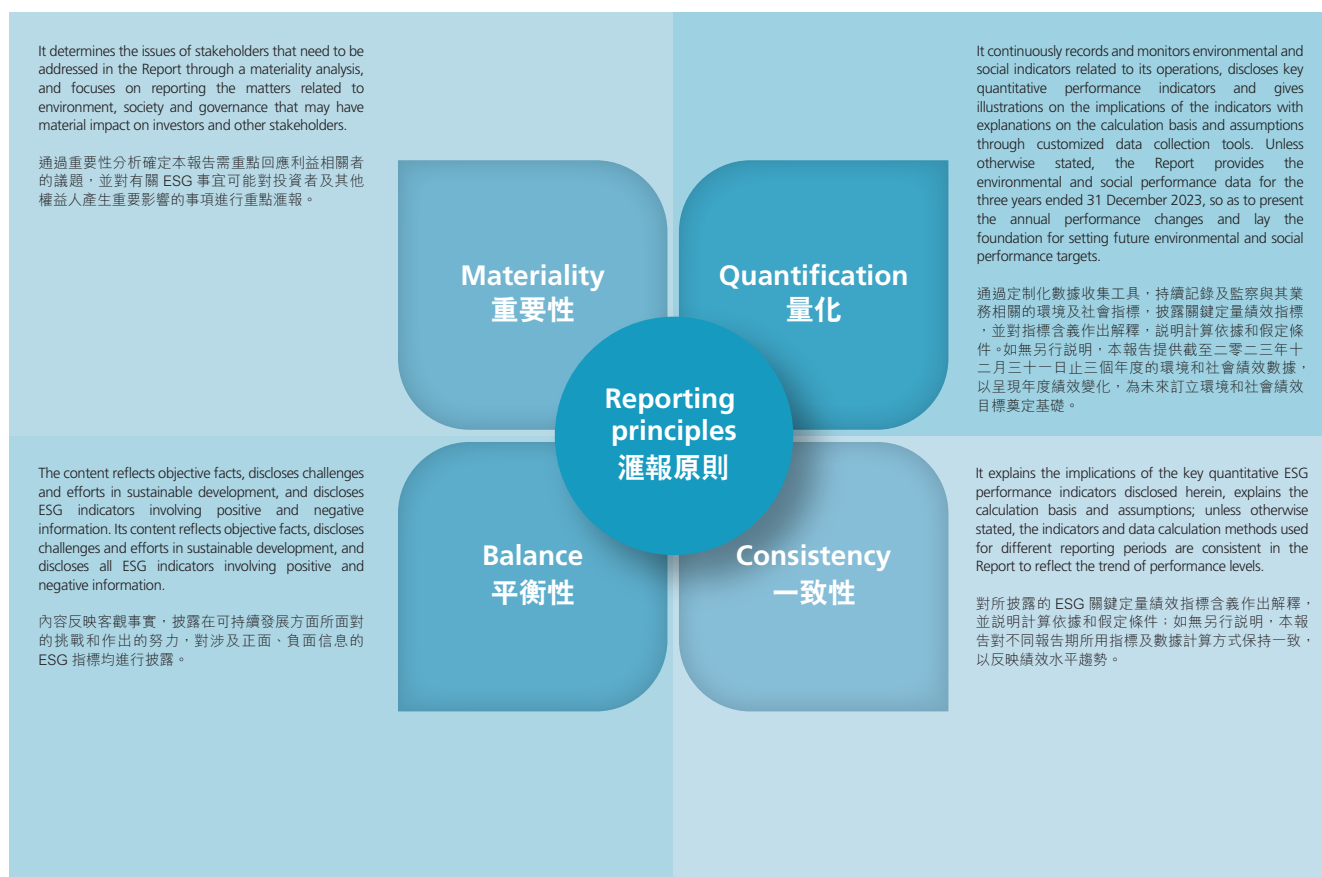 It determines the issues of stakeholders that need to be
addressed in the Report through a materiality analysis,
and focuses on reporting the matters related to
environment, society and governance that may have
material impact on investors and other stakeholders.
通過重要性分析確定本報告需重點回應利益相關者
的議題，並對有關 ESG 事宜可能對投資者及其他
權益人產生重要影響的事項進行重點滙報。
Materiality
重要性
It continuously records and monitors environmental and
social indicators related to its operations, discloses key
quantitative performance indicators and gives
illustrations on the implications of the indicators with
explanations on the calculation basis and assumptions
through customized data collection tools. Unless
otherwise stated, the Report provides the
environmental and social performance data for the
three years ended 31 December 2023, so as to present
the annual performance changes and lay the
foundation for setting future environmental and social
performance targets.
通過定制化數據收集工具，持續記錄及監察與其業
務相關的環境及社會指標，披露關鍵定量績效指標
，並對指標含義作出解釋，説明計算依據和假定條
件。如無另行説明，本報告提供截至二零二三年十
二月三十一日止三個年度的環境和社會績效數據，
以呈現年度績效變化，為未來訂立環境和社會績效
目標奠定基礎。
Quantification
量化
Reporting
principles
滙報原則
The content reflects objective facts, discloses challenges
and efforts in sustainable development, and discloses
ESG indicators involving positive and negative
information. Its content reflects objective facts, discloses
challenges and efforts in sustainable development, and
discloses all ESG indicators involving positive and
negative information.
內容反映客觀事實，披露在可持續發展方面所面對
的挑戰和作出的努力，對涉及正面、負面信息的
ESG 指標均進行披露。
Balance
平衡性
It explains the implications of the key quantitative ESG
performance indicators disclosed herein, explains the
calculation basis and assumptions; unless otherwise
stated, the indicators and data calculation methods used
for different reporting periods are consistent in the
Report to reflect the trend of performance levels.
對所披露的 ESG 關鍵定量績效指標含義作出解釋，
並説明計算依據和假定條件；如無另行説明，本報
告對不同報告期所用指標及數據計算方式保持一致，
以反映績效水平趨勢。
Consistency
一致性